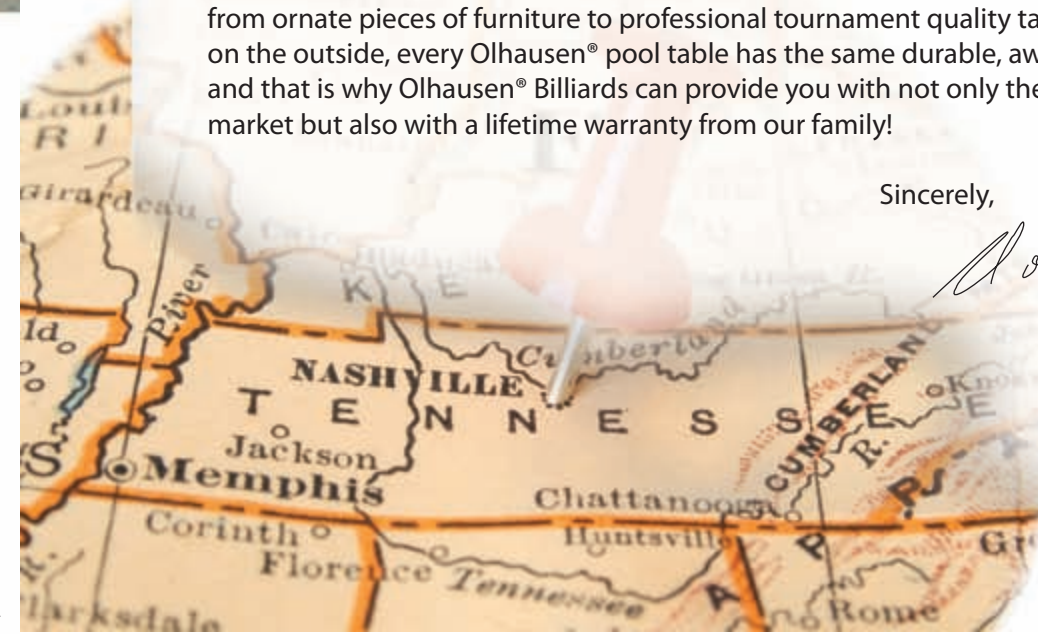 from ornate pieces of furniture to professional tournament quality
on the outside, every Olhausen® pool table has the same durable,
and that is why Olhausen® Billiards can provide you with not only the
market but also with a lifetime warranty from our family!
Sincerely,
Girardeau
K E
River
Cumberland
NASHVILLE
T E N N E S S E E
CUMBERLAND
R.
Jackson
Memphis
Chattanooga
Corinth
Huntsville
Florence
Tennessee
Rome